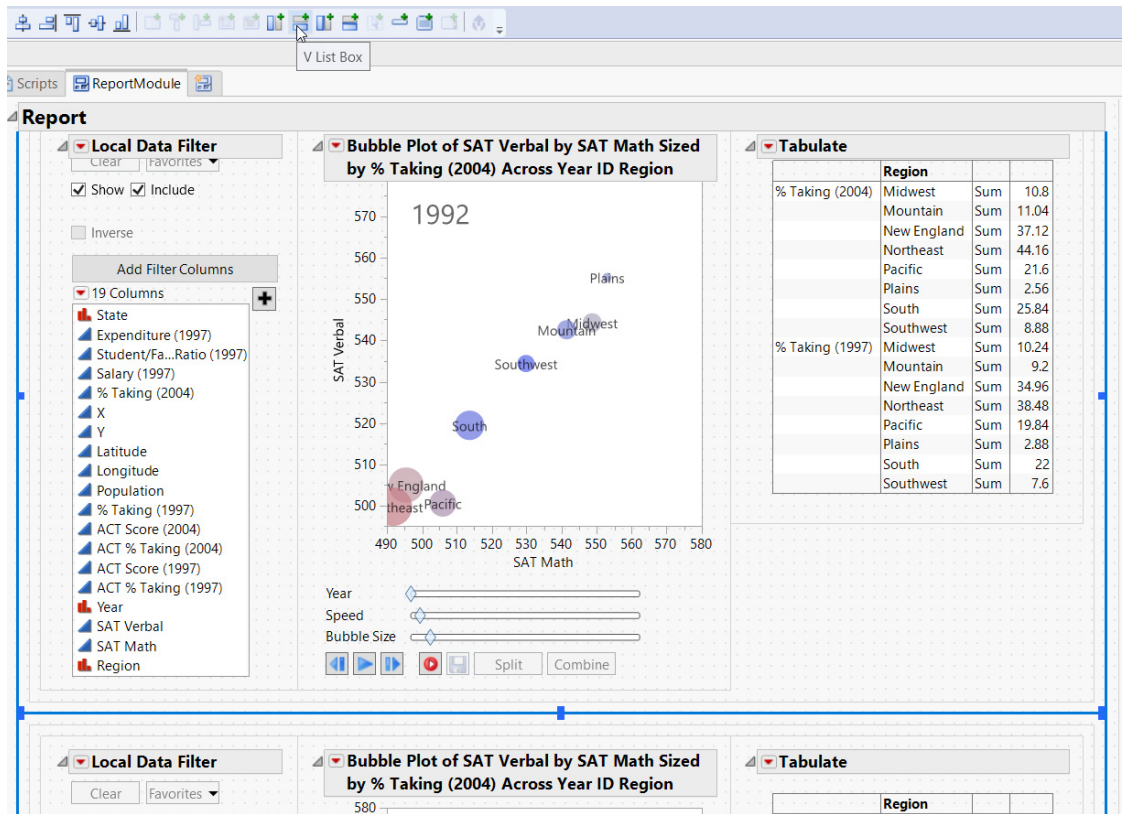 V List Box
Scripts
ReportModule
Report
Local Data Filter
Clear Favorites
Show Include
Inverse
Add Filter Columns
19 Columns
State
Expenditure (1997)
Student/Fa...Ratio (1997)
Salary (1997)
% Taking (2004)
X
Y
Latitude
Longitude
Population
% Taking (1997)
ACT Score (2004)
ACT % Taking (2004)
ACT Score (1997)
ACT % Taking (1997)
Year
SAT Verbal
SAT Math
Region
Bubble Plot of SAT Verbal by SAT Math Sized
by % Taking (2004) Across Year ID Region
1992
570
560
550
540
530
520
510
500
SAT Verbal
Plains
Midwest
Mountain
Southwest
South
w England
theast
Pacific
490 500 510 520 530 540 550 560 570 580
SAT Math
Year
Speed
Bubble Size
Split Combine
Tabulate
Region
% Taking (2004) Midwest Sum 10.8
Mountain Sum 11.04
New England Sum 37.12
Northeast Sum 44.16
Pacific Sum 21.6
Plains Sum 2.56
South Sum 25.84
Southwest Sum 8.88
% Taking (1997) Midwest Sum 10.24
Mountain Sum 9.2
New England Sum 34.96
Northeast Sum 38.48
Pacific Sum 19.84
Plains Sum 2.88
South Sum 22
Southwest Sum 7.6
Local Data Filter
Clear Favorites
Bubble Plot of SAT Verbal by SAT Math Sized
by % Taking (2004) Across Year ID Region
580
Tabulate
Region